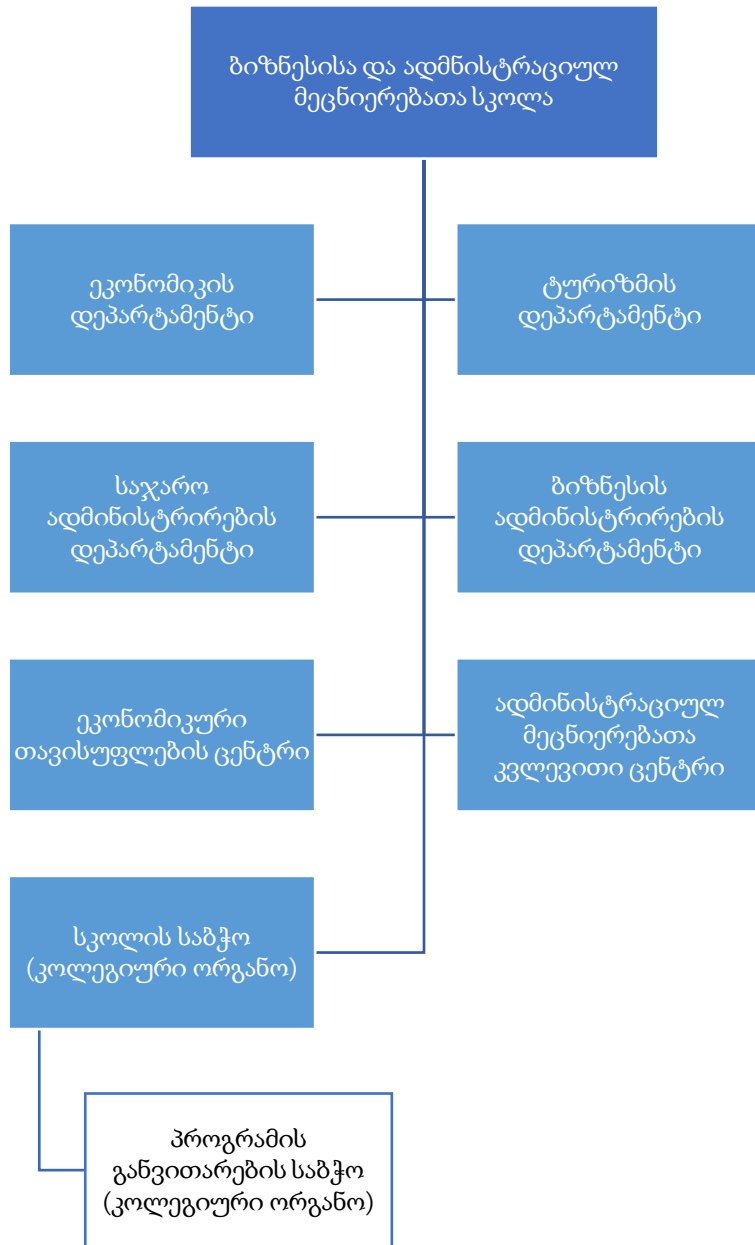 ბიზნესისა და ადმნისტრაციულ
მეცნიერებათა სკოლა
ეკონომიკის
დეპარტამენტი
ტურიზმის
დეპარტამენტი
საჯარო
ადმინისტრირების
დეპარტამენტი
ბიზნესის
ადმინისტრირების
დეპარტამენტი
ეკონომიკური
თავისუფლების ცენტრი
ადმინისტრაციულ
მეცნიერებათა
კვლევითი ცენტრი
სკოლის საბჭო
(კოლეგიური ორგანო)
პროგრამის
განვითარების საბჭო
(კოლეგიური ორგანო)